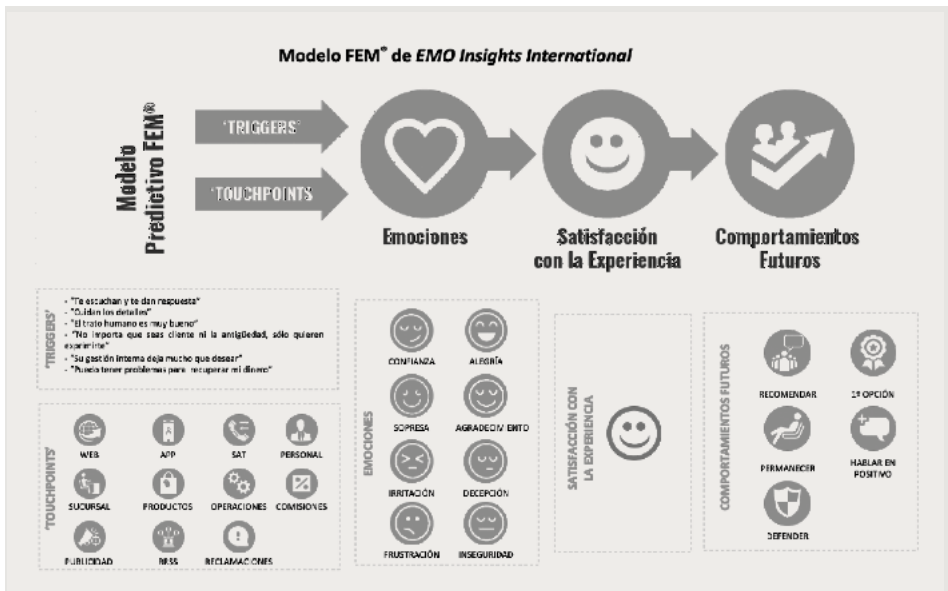 Modelo FEM® de EMO Insights International
Modelo
Predictivo FEM®
'TRIGGERS'
'TOUCHPOINTS
Emociones
Satisfacción
con la Experiencia
Comportamientos
Futuros
'TRIGGERS'
- "Te escuchan y te dan respuesta"
- "Cuidan los detalles"
- "El trato humano es muy bueno"
- "No importa que seas cliente ni la antigüedad, sólo quieren
exprimirte"
- "Su gestión interna deja mucho que desear"
- "Puedo tener problemas para recuperar mi dinero"
'TOUCHPOINTS'
WEB
APP
SAT
PERSONAL
SUCURSAL
PRODUCTOS
OPERACIONES
COMISIONES
PUBLICIDAD
RRSS
RECLAMACIONES
EMOCIONES
CONFIANZA
ALEGRÍA
SOPRESA
AGRADECIMIENTO
IRRITACIÓN
DECEPCIÓN
FRUSTRACIÓN
INSEGURIDAD
SATISFACCIÓN CON
LA EXPERIENCIA
COMPORTAMIENTOS FUTUROS
RECOMENDAR
1ª OPCIÓN
PERMANECER
HABLAR EN
POSITIVO
DEFENDER